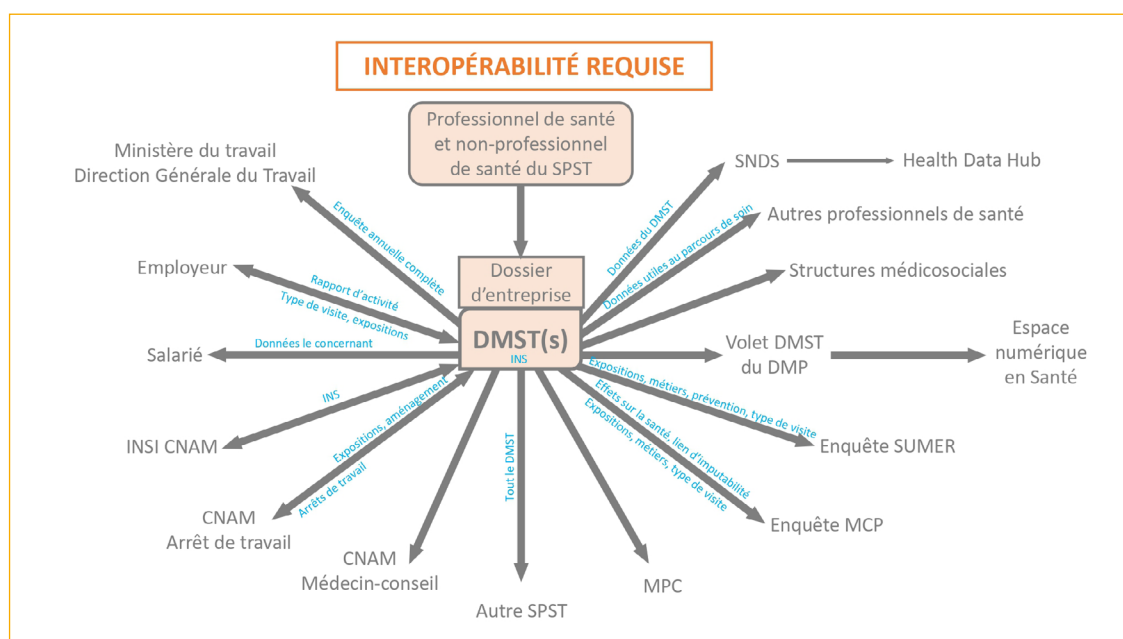 INTEROPÉRABILITÉ REQUISE
Professionnel de santé
et non-professionnel
de santé du SPST
Ministère du travail
Direction Générale du Travail
SNDS
Health Data Hub
Enquête annuelle complète
Données du DMST
Autres professionnels de santé
Données utiles au parcours de soin
Employeur
Rapport d'activité
Type de visite, expositions
Dossier
d'entreprise
Structures médicosociales
DMST(s)
INS
Salarié
Données le concernant
Volet DMST
du DMP
Espace
numérique
en Santé
INS
INSI CNAM
Expositions, métiers, prévention, type de visite
Enquête SUMER
Expositions, aménagement
Arrêts de travail
CNAM
Arrêt de travail
Effets sur la santé, lien d'imputabilité
Expositions, métiers, type de visite
Enquête MCP
Tout le DMST
CNAM
Médecin-conseil
Autre SPST
MPC